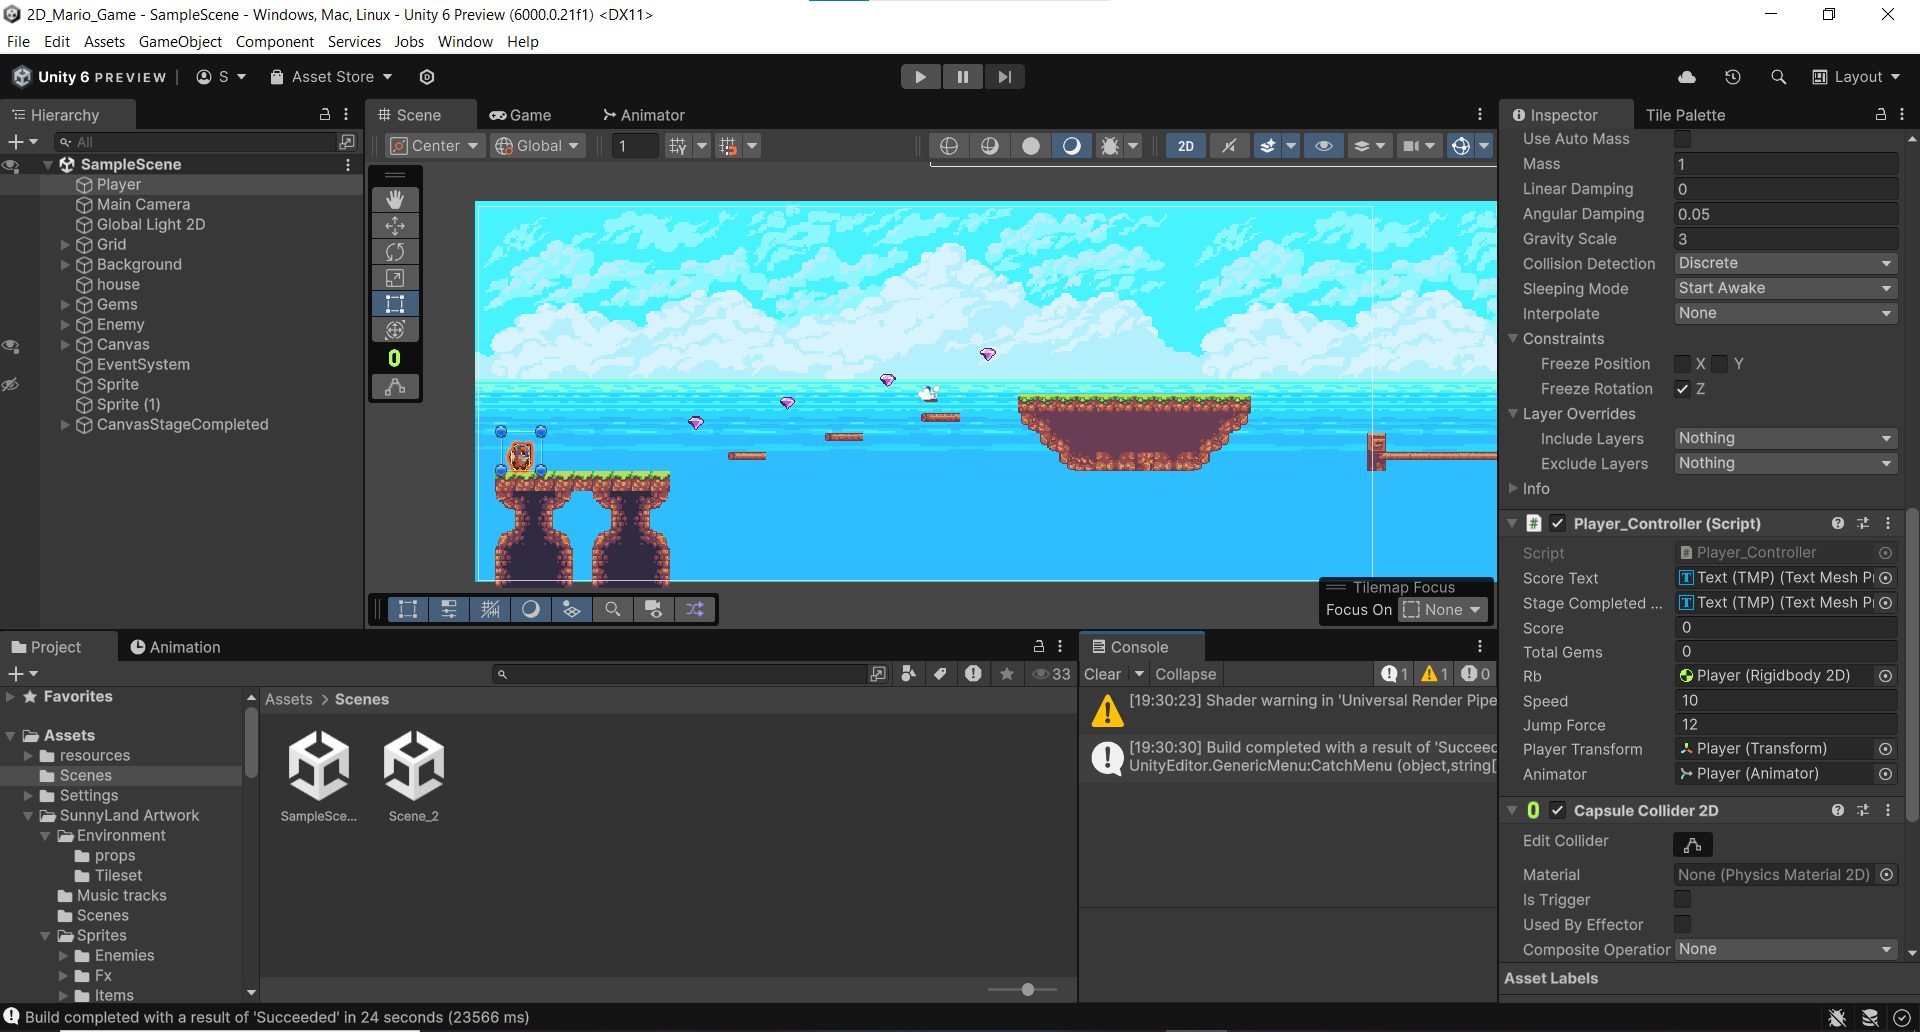 2D_Mario_Game - SampleScene - Windows, Mac, Linux - Unity 6 Preview (6000.0.21f1) <DX11>
File Edit Assets GameObject Component Services Jobs Window Help
Unity 6 PREVIEW S Asset Store Layout
Hierarchy
All
SampleScene
Player
Main Camera
Global Light 2D
Grid
Background
house
Gems
Enemy
Canvas
EventSystem
Sprite
Sprite (1)
CanvasStageCompleted
Scene Game Animator
Center Global 1 2D
Tilemap Focus
Focus On None
Inspector Tile Palette
Use Auto Mass
Mass 1
Linear Damping 0
Angular Damping 0.05
Gravity Scale 3
Collision Detection Discrete
Sleeping Mode Start Awake
Interpolate None
Constraints
Freeze Position X Y
Freeze Rotation Z
Layer Overrides
Include Layers Nothing
Exclude Layers Nothing
Info
# Player_Controller (Script)
Script # Player_Controller
Score Text T Text (TMP) (Text Mesh P
Stage Completed ... T Text (TMP) (Text Mesh P
Score 0
Total Gems 0
Rb Player (Rigidbody 2D)
Speed 10
Jump Force 12
Player Transform Player (Transform)
Animator Player (Animator)
Capsule Collider 2D
Edit Collider
Material None (Physics Material 2D)
Is Trigger
Used By Effector
Composite Operation None
Asset Labels
Project Animation
33
Favorites
Assets
resources
Scenes
Settings
SunnyLand Artwork
Environment
props
Tileset
Music tracks
Scenes
Sprites
Enemies
Fx
Items
Assets > Scenes
SampleSce... Scene_2
Console
Clear Collapse 1 1 0
[19:30:23] Shader warning in 'Universal Render Pipe
[19:30:30] Build completed with a result of 'Succeed
UnityEditor.GenericMenu:CatchMenu (object,string[
Build completed with a result of 'Succeeded' in 24 seconds (23566 ms)